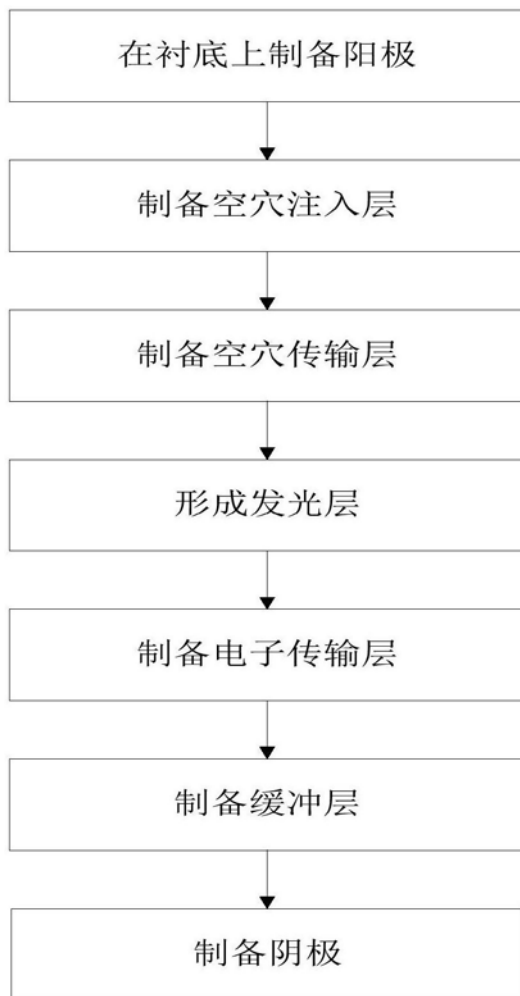 在衬底上制备阳极
制备空穴注入层
制备空穴传输层
形成发光层
制备电子传输层
制备缓冲层
制备阴极